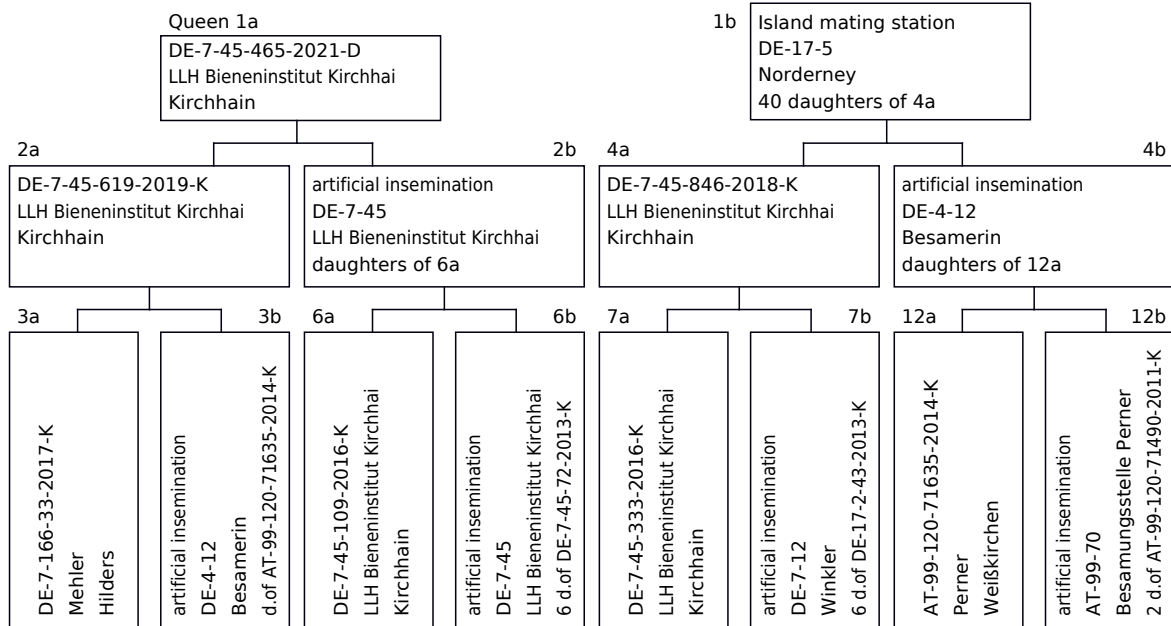 Queen 1a
DE-7-45-465-2021-D
LLH Bieneninstitut Kirchhai
Kirchhain
1b
Island mating station
DE-17-5
Norderney
40 daughters of 4a
2a
DE-7-45-619-2019-K
LLH Bieneninstitut Kirchhai
Kirchhain
2b
artificial insemination
DE-7-45
LLH Bieneninstitut Kirchhai
daughters of 6a
4a
DE-7-45-846-2018-K
LLH Bieneninstitut Kirchhai
Kirchhain
4b
artificial insemination
DE-4-12
Besamerin
daughters of 12a
3a
DE-7-166-33-2017-K
Mehler
Hilders
3b
artificial insemination
DE-4-12
Besamerin
d.of AT-99-120-71635-2014-K
6a
DE-7-45-109-2016-K
LLH Bieneninstitut Kirchhai
Kirchhain
6b
artificial insemination
DE-7-45
LLH Bieneninstitut Kirchhai
6 d.of DE-7-45-72-2013-K
7a
DE-7-45-333-2016-K
LLH Bieneninstitut Kirchhai
Kirchhain
7b
artificial insemination
DE-7-12
Winkler
6 d.of DE-17-2-43-2013-K
12a
AT-99-120-71635-2014-K
Perner
Weißkirchen
12b
artificial insemination
AT-99-70
Besamungsstelle Perner
2 d.of AT-99-120-71490-2011-K